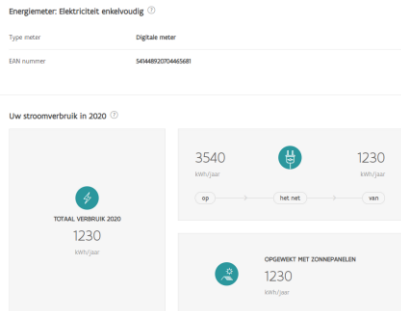 Energiemeter: Elektriciteit enkelvoudig ?
Type meter Digitale meter
EAN nummer 541448920704465681
Uw stroomverbruik in 2020 ?
TOTAAL VERBRUIK 2020
1230
kWh/jaar
3540 1230
kWh/jaar kWh/jaar
op het net van
OPGEWEKT MET ZONNEPANELEN
1230
kWh/jaar